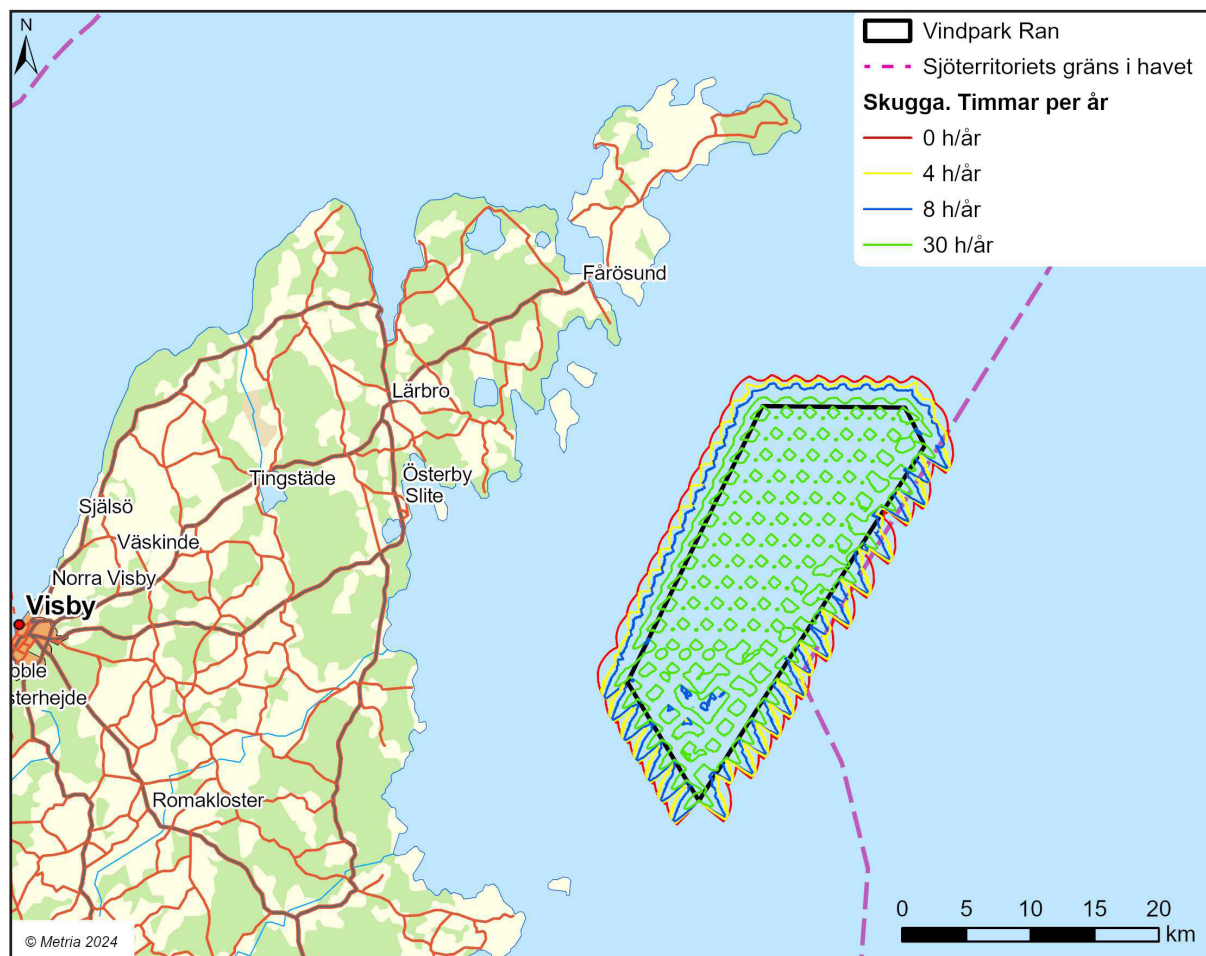 N
Vindpark Ran
Sjöterritoriets gräns i havet
Skugga. Timmar per år
0 h/år
4 h/år
8 h/år
30 h/år
Fårösund
Lärbro
Österby
Slite
Tingstäde
Själsö
Väskinde
Norra Visby
Visby
bble
sterhejde
Romakloster
0 5 10 15 20
km
© Metria 2024